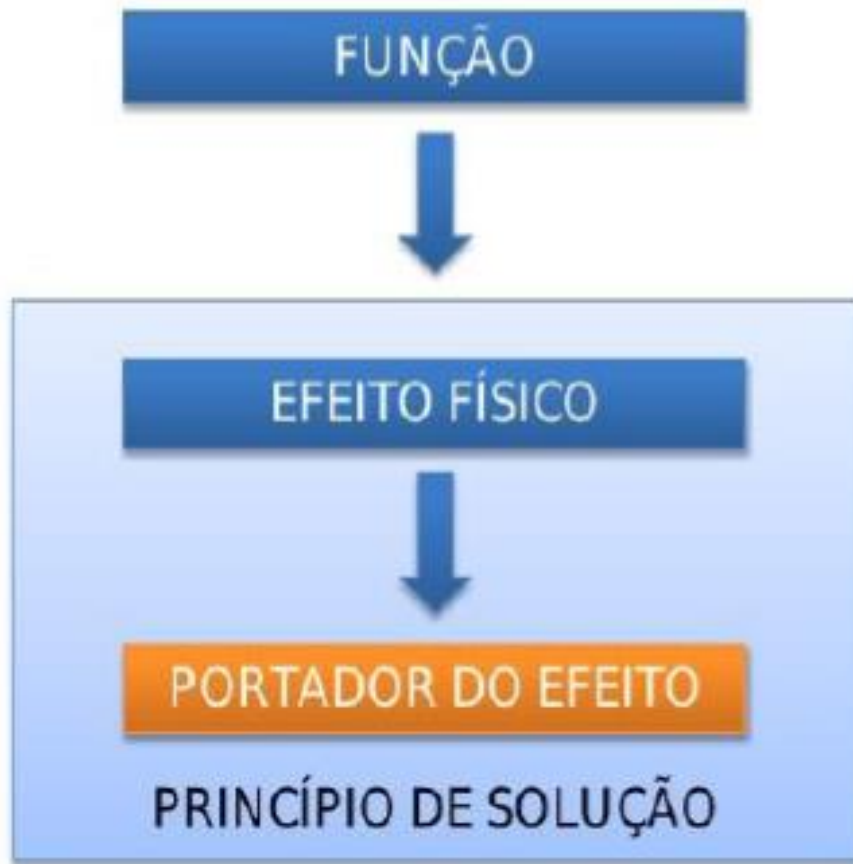 FUNÇÃO
EFEITO FÍSICO
PORTADOR DO EFEITO
PRINCÍPIO DE SOLUÇÃO